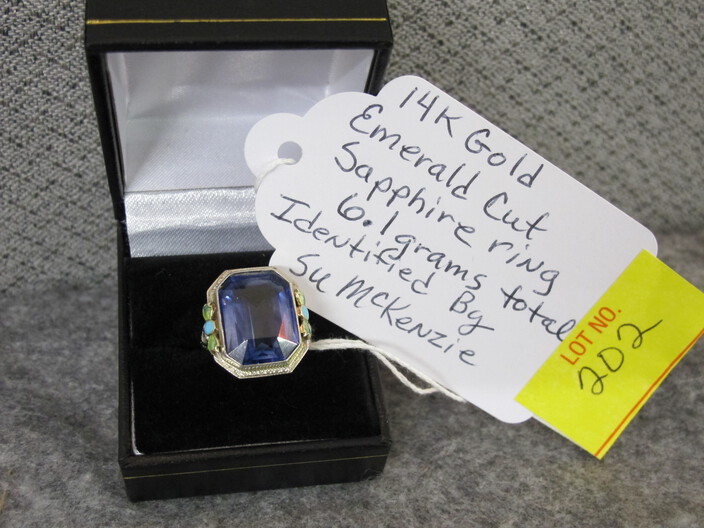 14K Gold
Emerald Cut
Sapphire ring
6.1 grams total
Identified By
Su McKenzie
LOT NO.
202